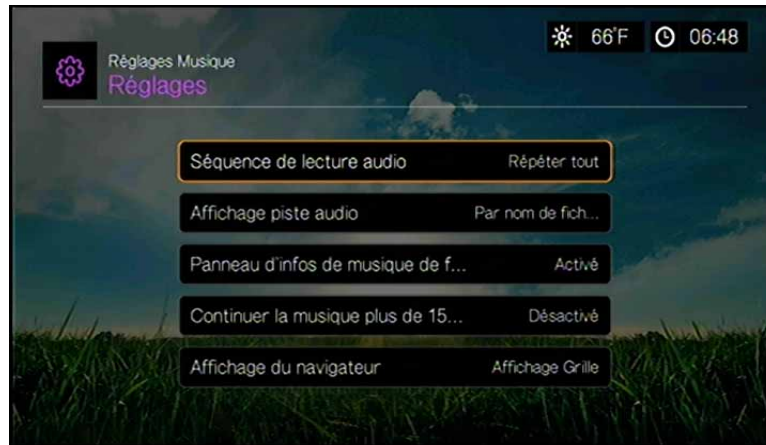 66°F 06:48
Réglages Musique
Réglages
Séquence de lecture audio Répéter tout
Affichage piste audio Par nom de fich...
Panneau d'infos de musique de f... Activé
Continuer la musique plus de 15... Désactivé
Affichage du navigateur Affichage Grille